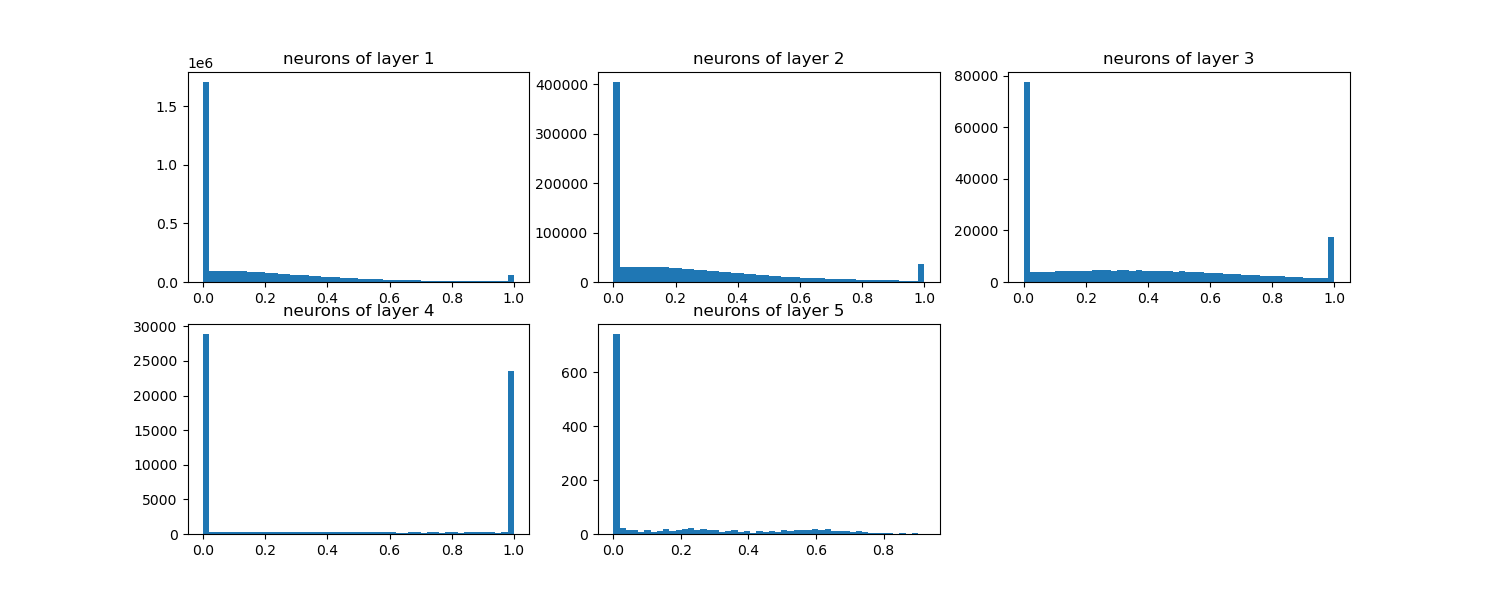 neurons of layer 1
1e6
1.5
1.0
0.5
0.0
0.0 0.2 0.4 0.6 0.8 1.0
neurons of layer 2
400000
300000
200000
100000
0
0.0 0.2 0.4 0.6 0.8 1.0
neurons of layer 3
80000
60000
40000
20000
0
0.0 0.2 0.4 0.6 0.8 1.0
neurons of layer 4
30000
25000
20000
15000
10000
5000
0
0.0 0.2 0.4 0.6 0.8 1.0
neurons of layer 5
600
400
200
0
0.0 0.2 0.4 0.6 0.8